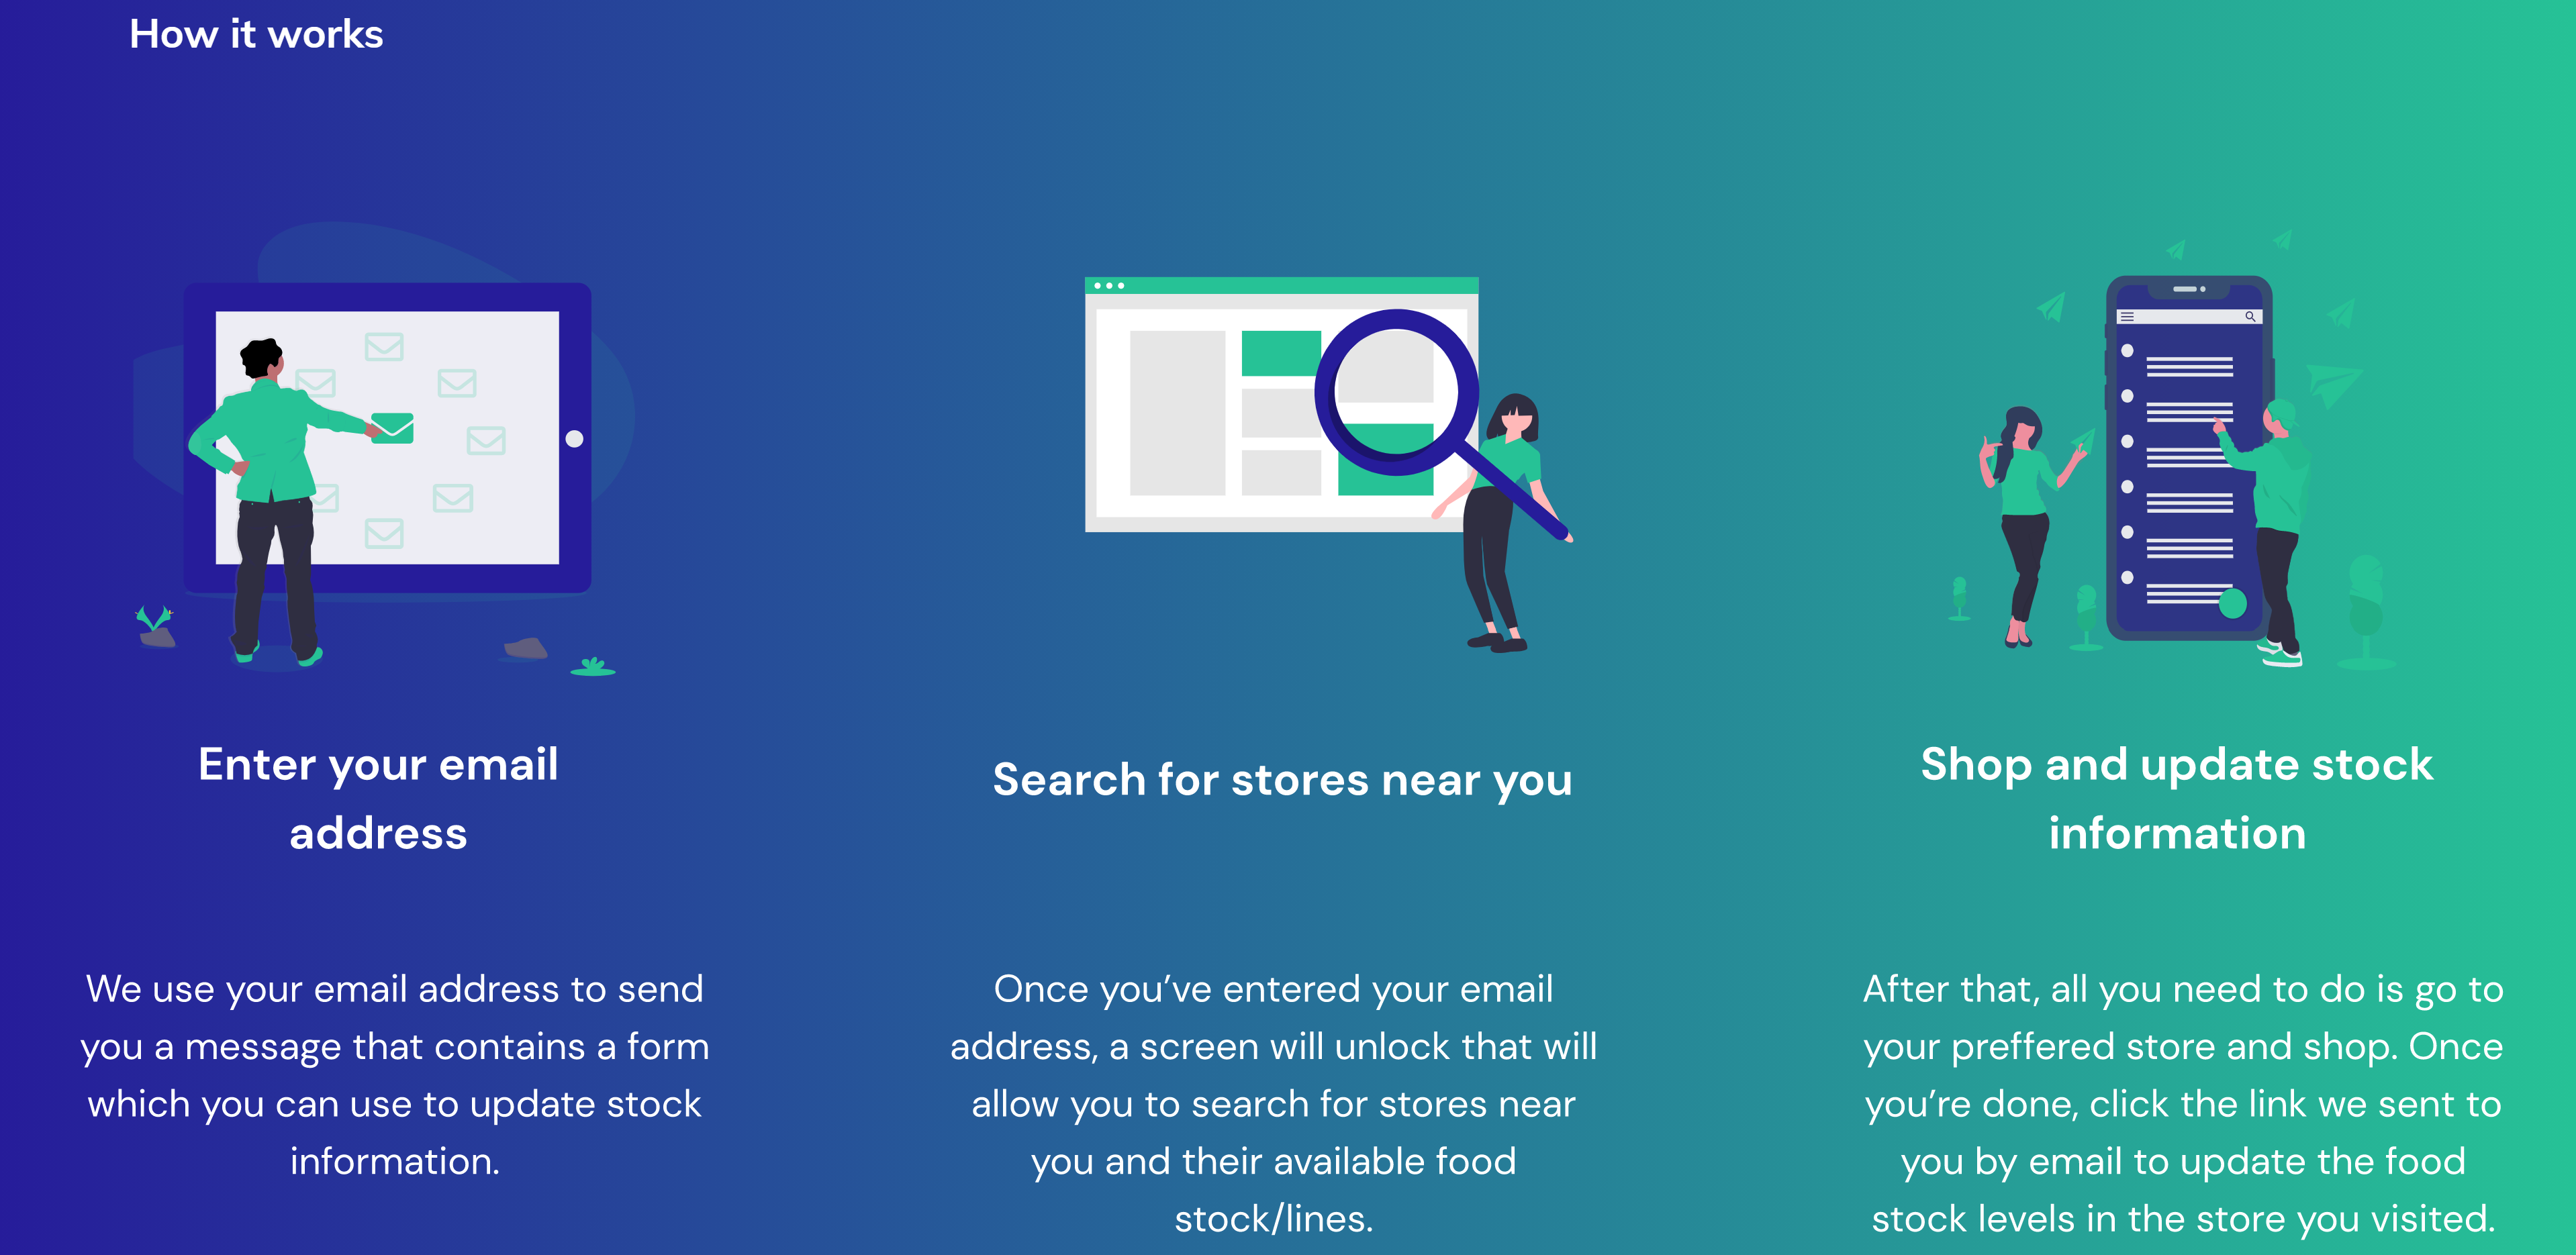 How it works
Enter your email
address
We use your email address to send
you a message that contains a form
which you can use to update stock
information.
Search for stores near you
Once you’ve entered your email
address, a screen will unlock that will
allow you to search for stores near
you and their available food
stock/lines.
Shop and update stock
information
After that, all you need to do is go to
your preffered store and shop. Once
you’re done, click the link we sent to
you by email to update the food
stock levels in the store you visited.